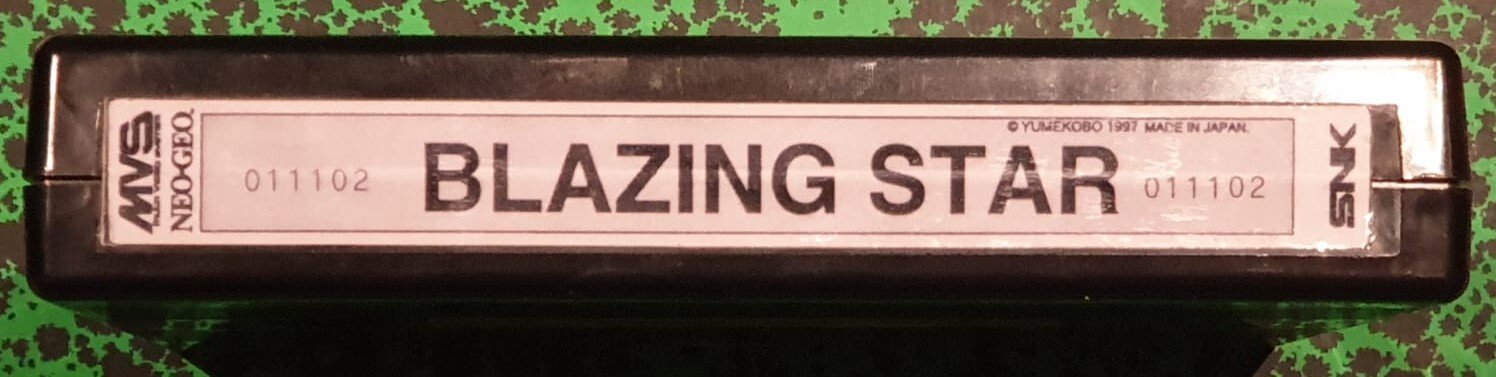 MVS
NEO·GEO
011102
BLAZING STAR
© YUMEKOBO 1997 MADE IN JAPAN.
011102
SNK